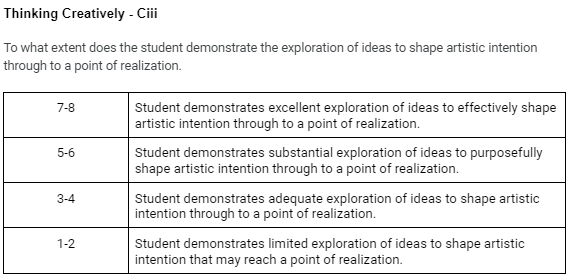 Thinking Creatively - Ciii
To what extent does the student demonstrate the exploration of ideas to shape artistic intention
through to a point of realization.
7-8
Student demonstrates excellent exploration of ideas to effectively shape
artistic intention through to a point of realization.
5-6
Student demonstrates substantial exploration of ideas to purposefully
shape artistic intention through to a point of realization.
3-4
Student demonstrates adequate exploration of ideas to shape artistic
intention through to a point of realization.
1-2
Student demonstrates limited exploration of ideas to shape artistic
intention that may reach a point of realization.